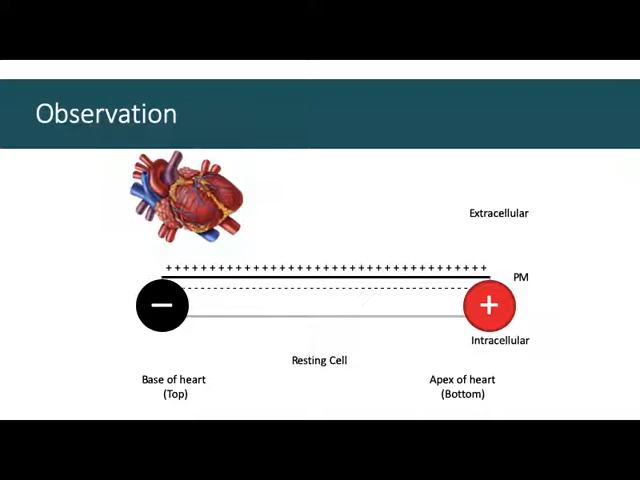 Observation
Extracellular
+++++++++++++++++++++++++++++++++++++
PM
− +
Intracellular
Resting Cell
Base of heart
(Top)
Apex of heart
(Bottom)